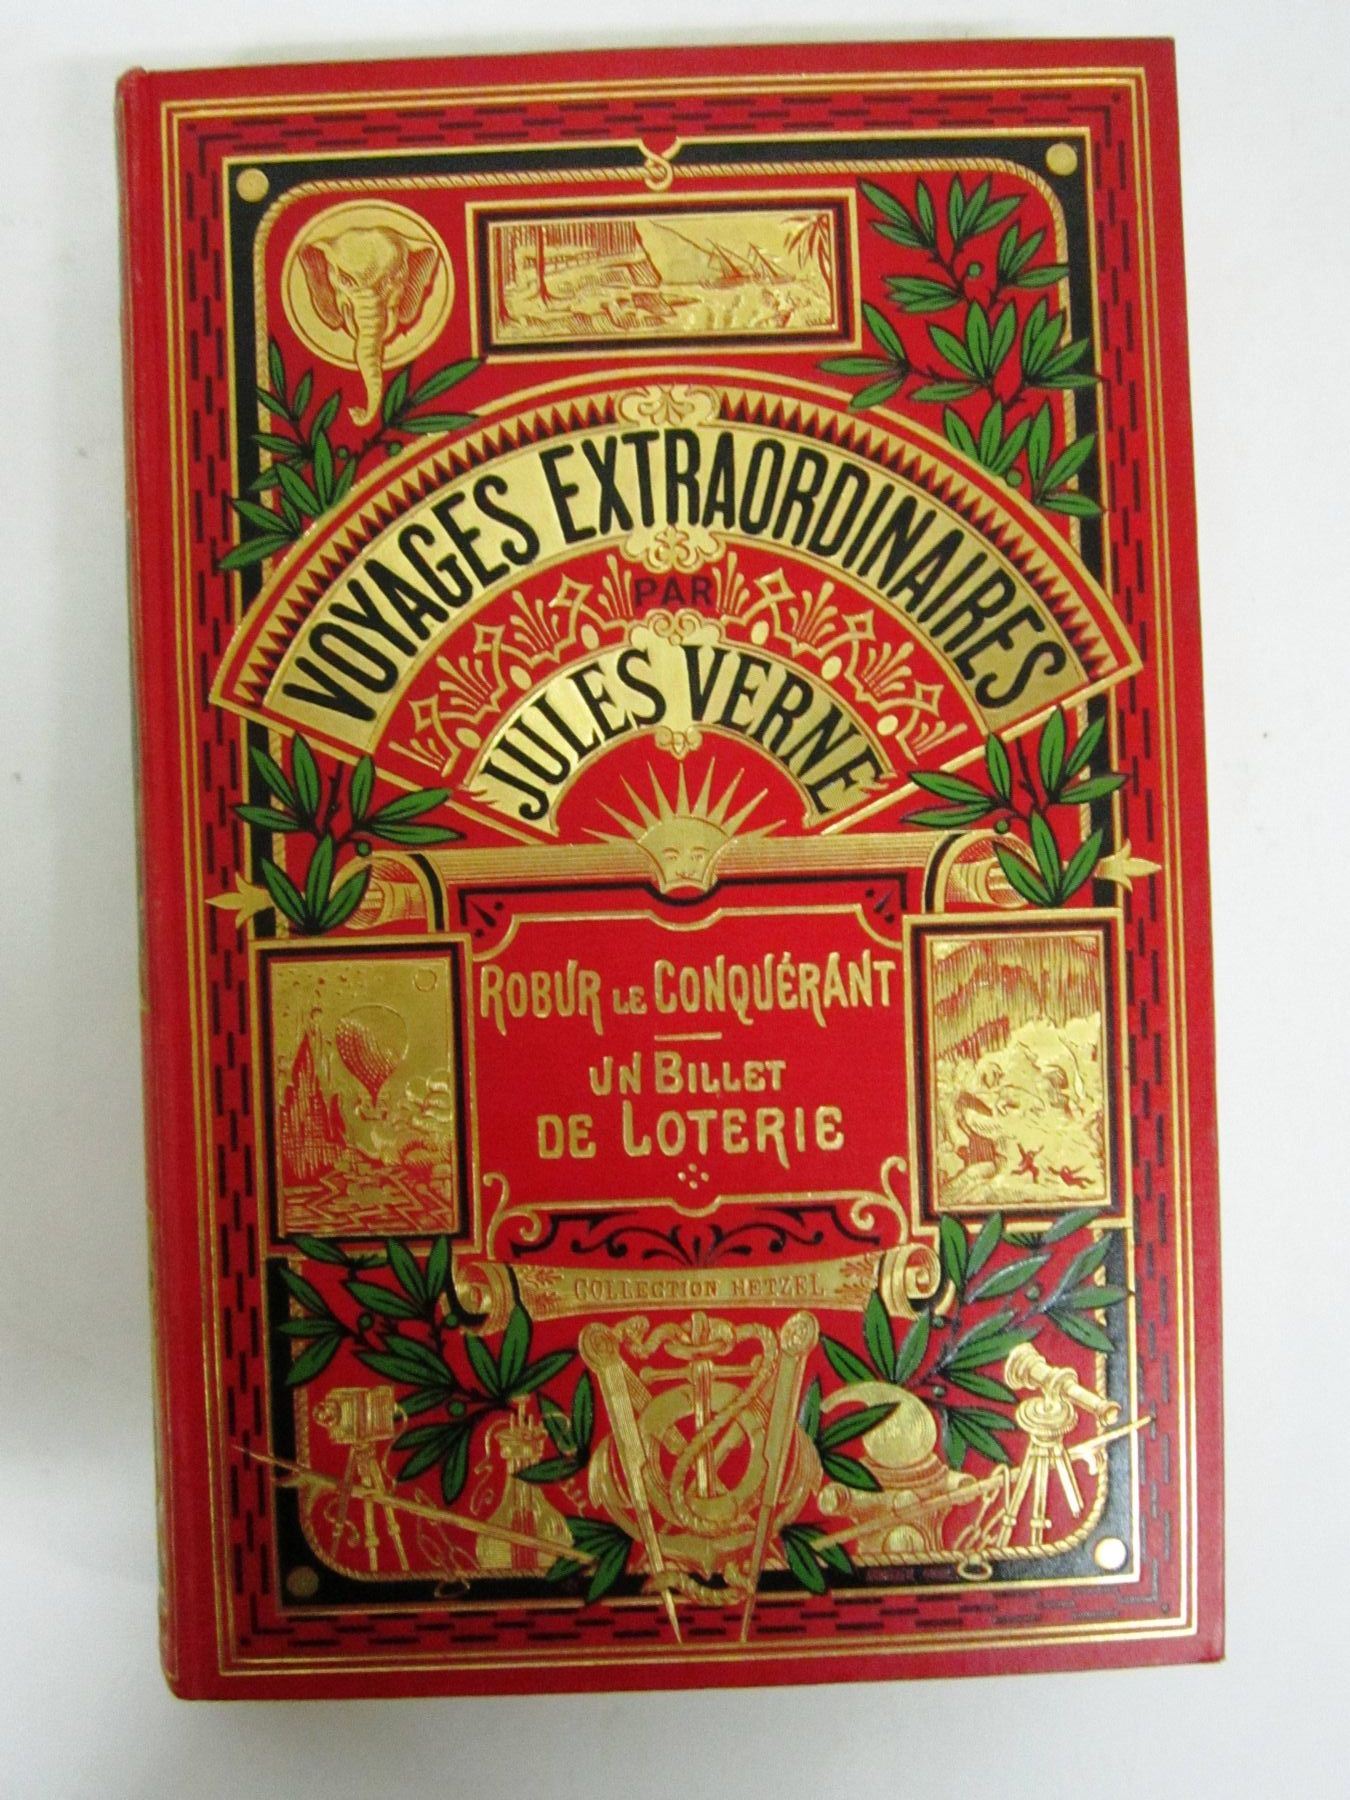 VOYAGES EXTRAORDINAIRES
PAR
JULES VERNE
ROBUR LE CONQUÉRANT
UN BILLET
DE LOTERIE
COLLECTION HETZEL